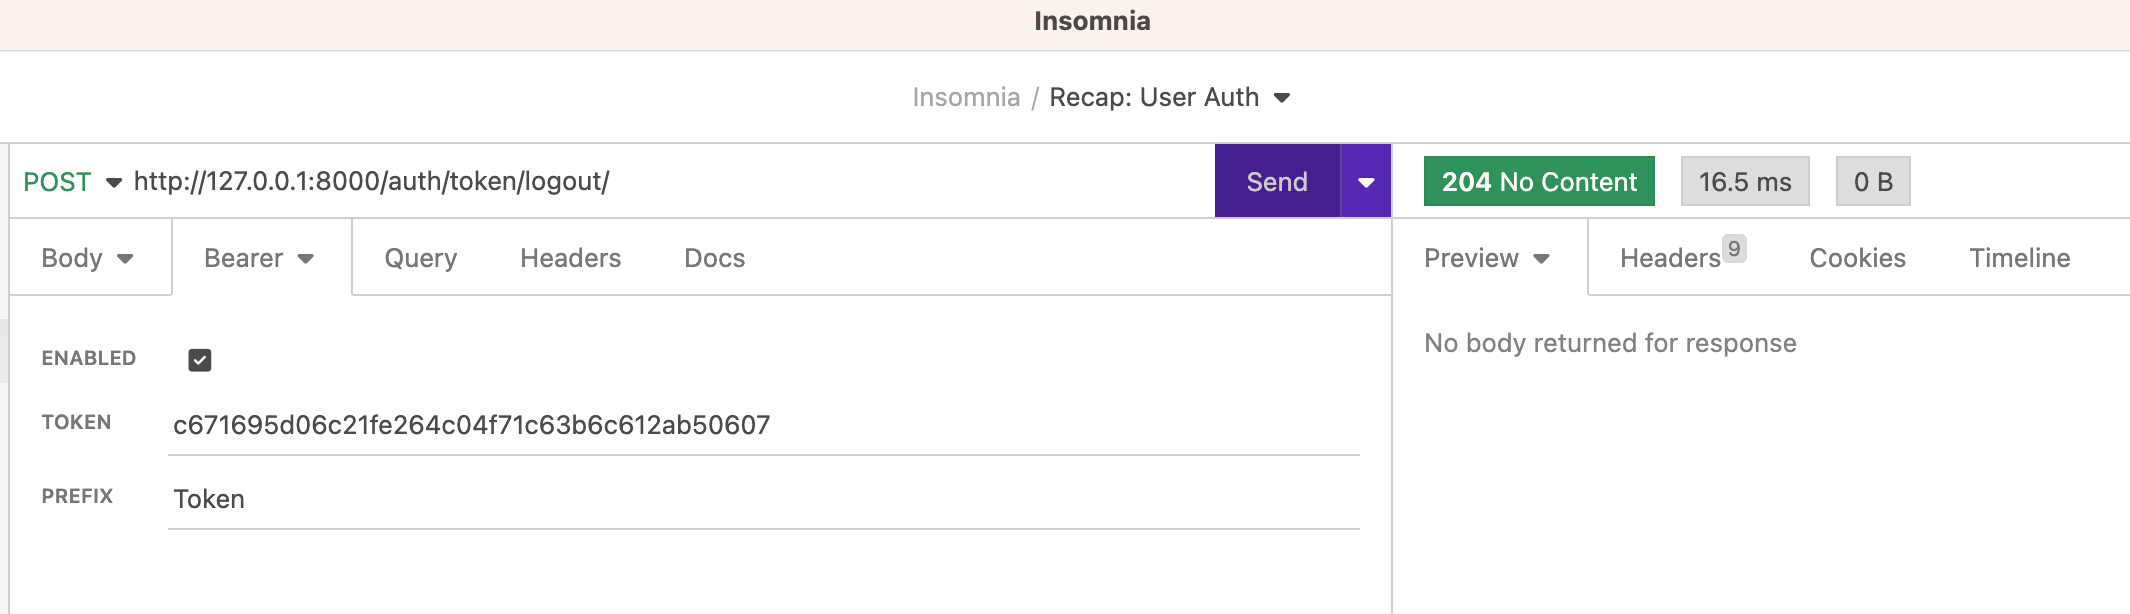 Insomnia
Insomnia / Recap: User Auth
POST http://127.0.0.1:8000/auth/token/logout/ Send 204 No Content 16.5 ms 0 B
Body Bearer Query Headers Docs Preview Headers 9 Cookies Timeline
ENABLED
No body returned for response
TOKEN c671695d06c21fe264c04f71c63b6c612ab50607
PREFIX Token